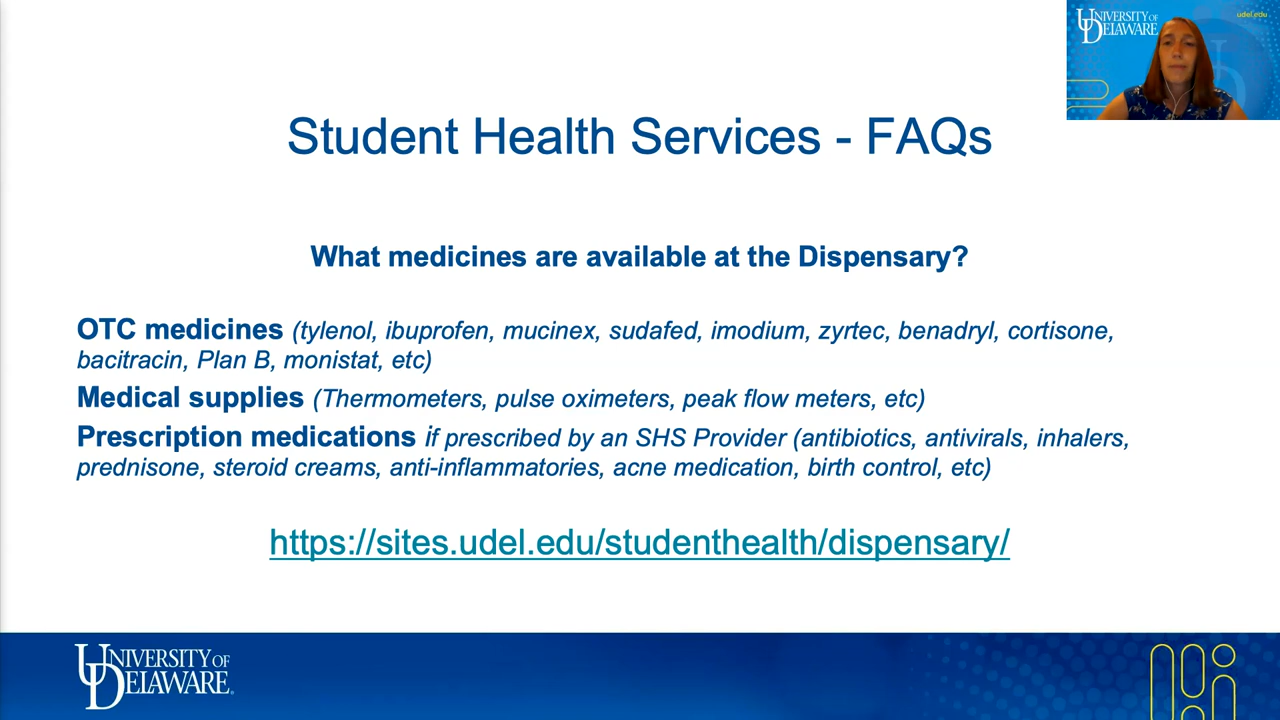 UNIVERSITY OF
DELAWARE
udel.edu
Student Health Services - FAQs
What medicines are available at the Dispensary?
OTC medicines (tylenol, ibuprofen, mucinex, sudafed, imodium, zyrtec, benadryl, cortisone,
bacitracin, Plan B, monistat, etc)
Medical supplies (Thermometers, pulse oximeters, peak flow meters, etc)
Prescription medications if prescribed by an SHS Provider (antibiotics, antivirals, inhalers,
prednisone, steroid creams, anti-inflammatories, acne medication, birth control, etc)
https://sites.udel.edu/studenthealth/dispensary/
UNIVERSITY OF
DELAWARE.